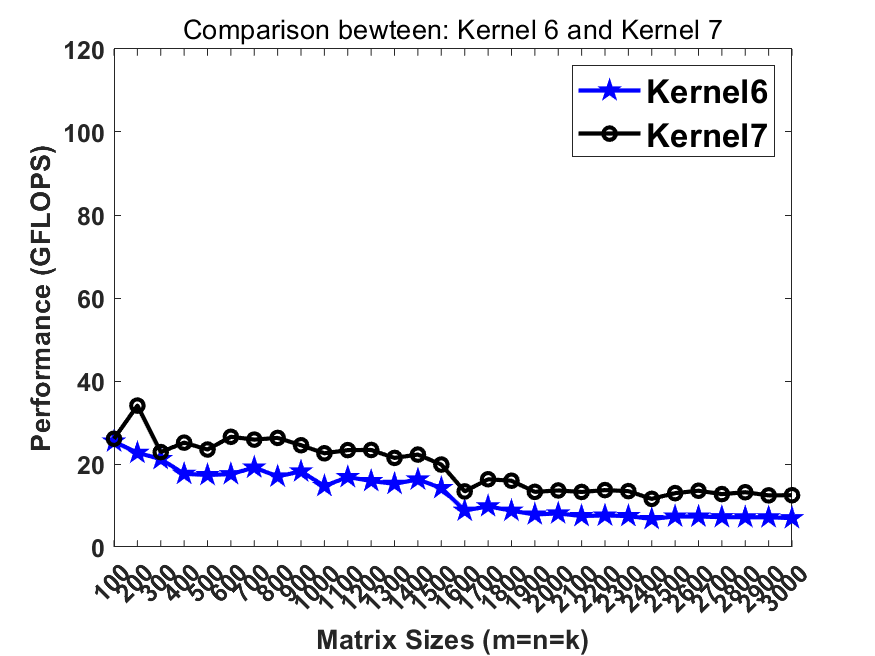 Comparison bewteen: Kernel 6 and Kernel 7
120
100
80
60
40
20
0
Performance (GFLOPS)
Kernel6
Kernel7
100 200 300 400 500 600 700 800 900 1000 1100 1200 1300 1400 1500 1600 1700 1800 1900 2000 2100 2200 2300 2400 2500 2600 2700 2800 2900 3000
Matrix Sizes (m=n=k)